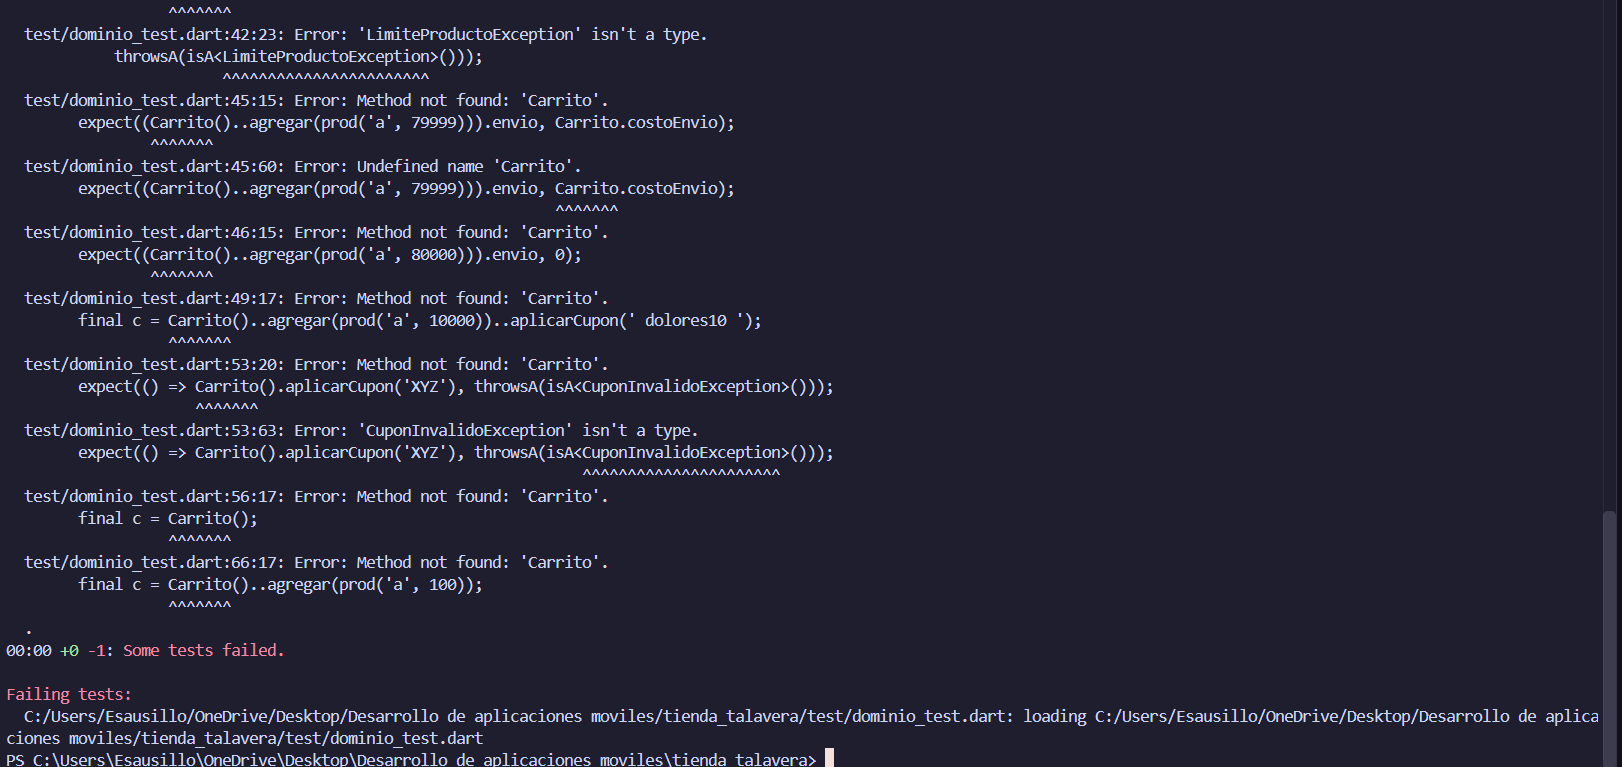 ^^^^^^^
test/dominio_test.dart:42:23: Error: 'LimiteProductoException' isn't a type.
throwsA(isA<LimiteProductoException>()));
^^^^^^^^^^^^^^^^^^^^^^^
test/dominio_test.dart:45:15: Error: Method not found: 'Carrito'.
expect((Carrito()..agregar(prod('a', 79999))).envio, Carrito.costoEnvio);
^^^^^^^
test/dominio_test.dart:45:60: Error: Undefined name 'Carrito'.
expect((Carrito()..agregar(prod('a', 79999))).envio, Carrito.costoEnvio);
^^^^^^^
test/dominio_test.dart:46:15: Error: Method not found: 'Carrito'.
expect((Carrito()..agregar(prod('a', 80000))).envio, 0);
^^^^^^^
test/dominio_test.dart:49:17: Error: Method not found: 'Carrito'.
final c = Carrito()..agregar(prod('a', 10000))..aplicarCupon(' dolores10 ');
^^^^^^^
test/dominio_test.dart:53:20: Error: Method not found: 'Carrito'.
expect(() => Carrito().aplicarCupon('XYZ'), throwsA(isA<CuponInvalidoException>()));
^^^^^^^
test/dominio_test.dart:53:63: Error: 'CuponInvalidoException' isn't a type.
expect(() => Carrito().aplicarCupon('XYZ'), throwsA(isA<CuponInvalidoException>()));
^^^^^^^^^^^^^^^^^^^^^^
test/dominio_test.dart:56:17: Error: Method not found: 'Carrito'.
final c = Carrito();
^^^^^^^
test/dominio_test.dart:66:17: Error: Method not found: 'Carrito'.
final c = Carrito()..agregar(prod('a', 100));
^^^^^^^
.
00:00 +0 -1: Some tests failed.
Failing tests:
C:/Users/Esausillo/OneDrive/Desktop/Desarrollo de aplicaciones moviles/tienda_talavera/test/dominio_test.dart: loading C:/Users/Esausillo/OneDrive/Desktop/Desarrollo de aplica
ciones moviles/tienda_talavera/test/dominio_test.dart
PS C:\Users\Esausillo\OneDrive\Desktop\Desarrollo de aplicaciones moviles\tienda_talavera>